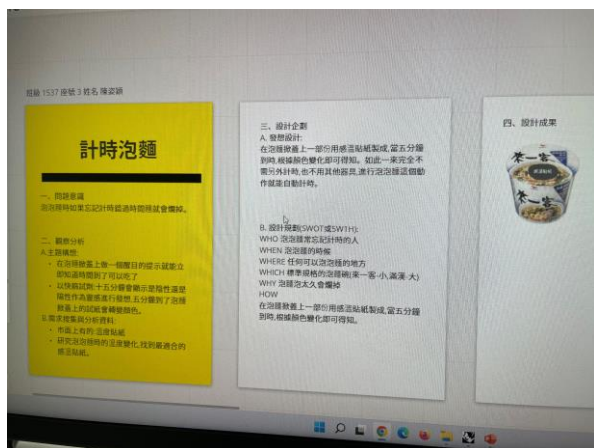 班級 1537 座號 3 姓名 陳姿穎
計時泡麵
一、問題意識
泡泡麵時如果忘記計時超過時間麵就會爛掉。
二、觀察分析
A.主題構想:
・ 在泡麵掀蓋上做一個醒目的提示就能立
即知道時間到了可以吃了
・ 以快篩試劑:十五分鐘會顯示是陰性還是
陽性作為靈感進行發想,五分鐘到了泡麵
掀蓋上的試紙會轉變顏色。
B.需求搜集與分析資料:
・ 市面上有的:溫度貼紙
・ 研究泡泡麵時的溫度變化,找到最適合的
感溫貼紙。
三、設計企劃
A. 發想設計:
在泡麵掀蓋上一部份用感溫貼紙製成,當五分鐘
到時,根據顏色變化即可得知。如此一來完全不
需另外計時,也不用其他器具,進行泡泡麵這個動
作就能自動計時。
B. 設計規劃(SWOT或5W1H):
WHO 泡泡麵常忘記計時的人
WHEN 泡泡麵的時候
WHERE 任何可以泡泡麵的地方
WHICH 標準規格的泡麵碗(來一客-小,滿漢-大)
WHY 泡麵泡太久會爛掉
HOW
在泡麵掀蓋上一部份用感溫貼紙製成,當五分鐘
到時,根據顏色變化即可得知。
四、設計成果
來一客
感溫貼紙
來一客